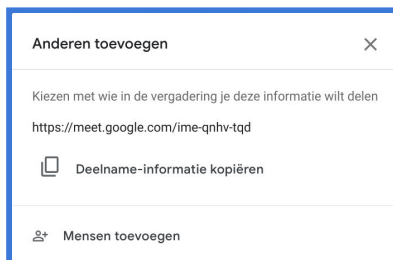 Anderen toevoegen
Kiezen met wie in de vergadering je deze informatie wilt delen
https://meet.google.com/ime-qnhv-tqd
Deelname-informatie kopiëren
Mensen toevoegen